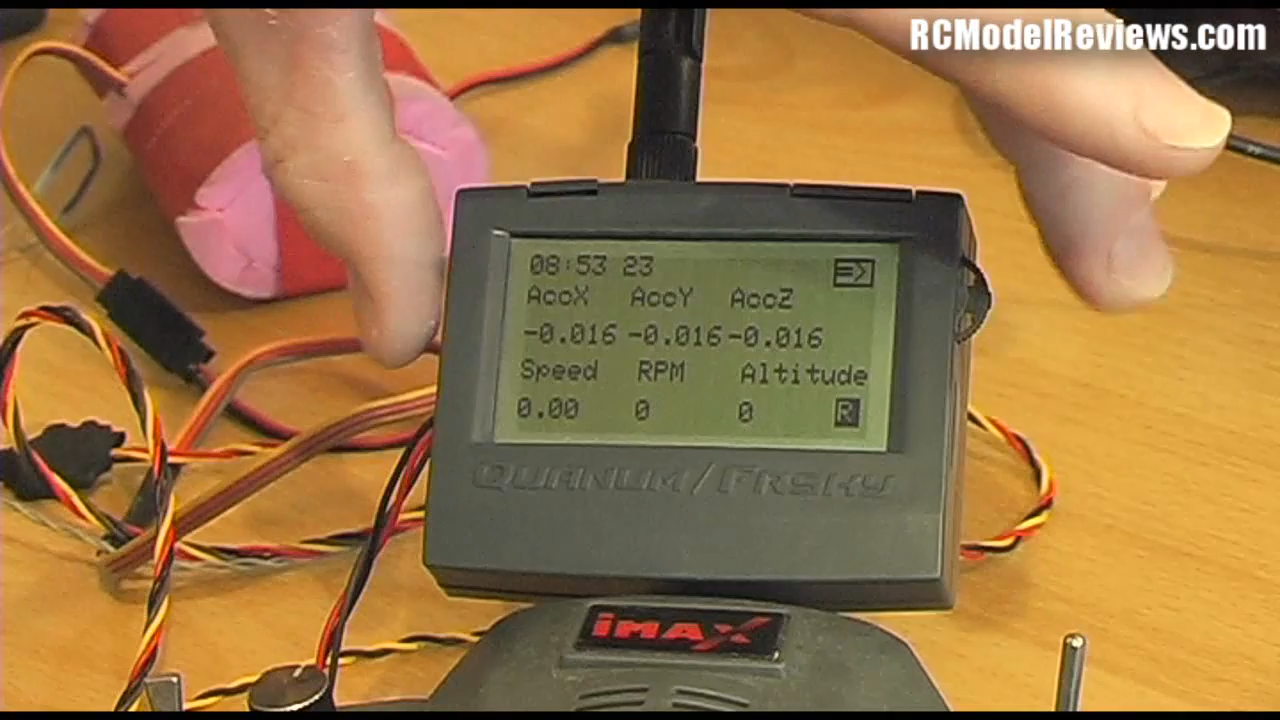 RCModelReviews.com
08:53 23 =>
AccX AccY AccZ
-0.016 -0.016 -0.016
Speed RPM Altitude
0.00 0 0 R
QUANUM/FRSKY
iMAX